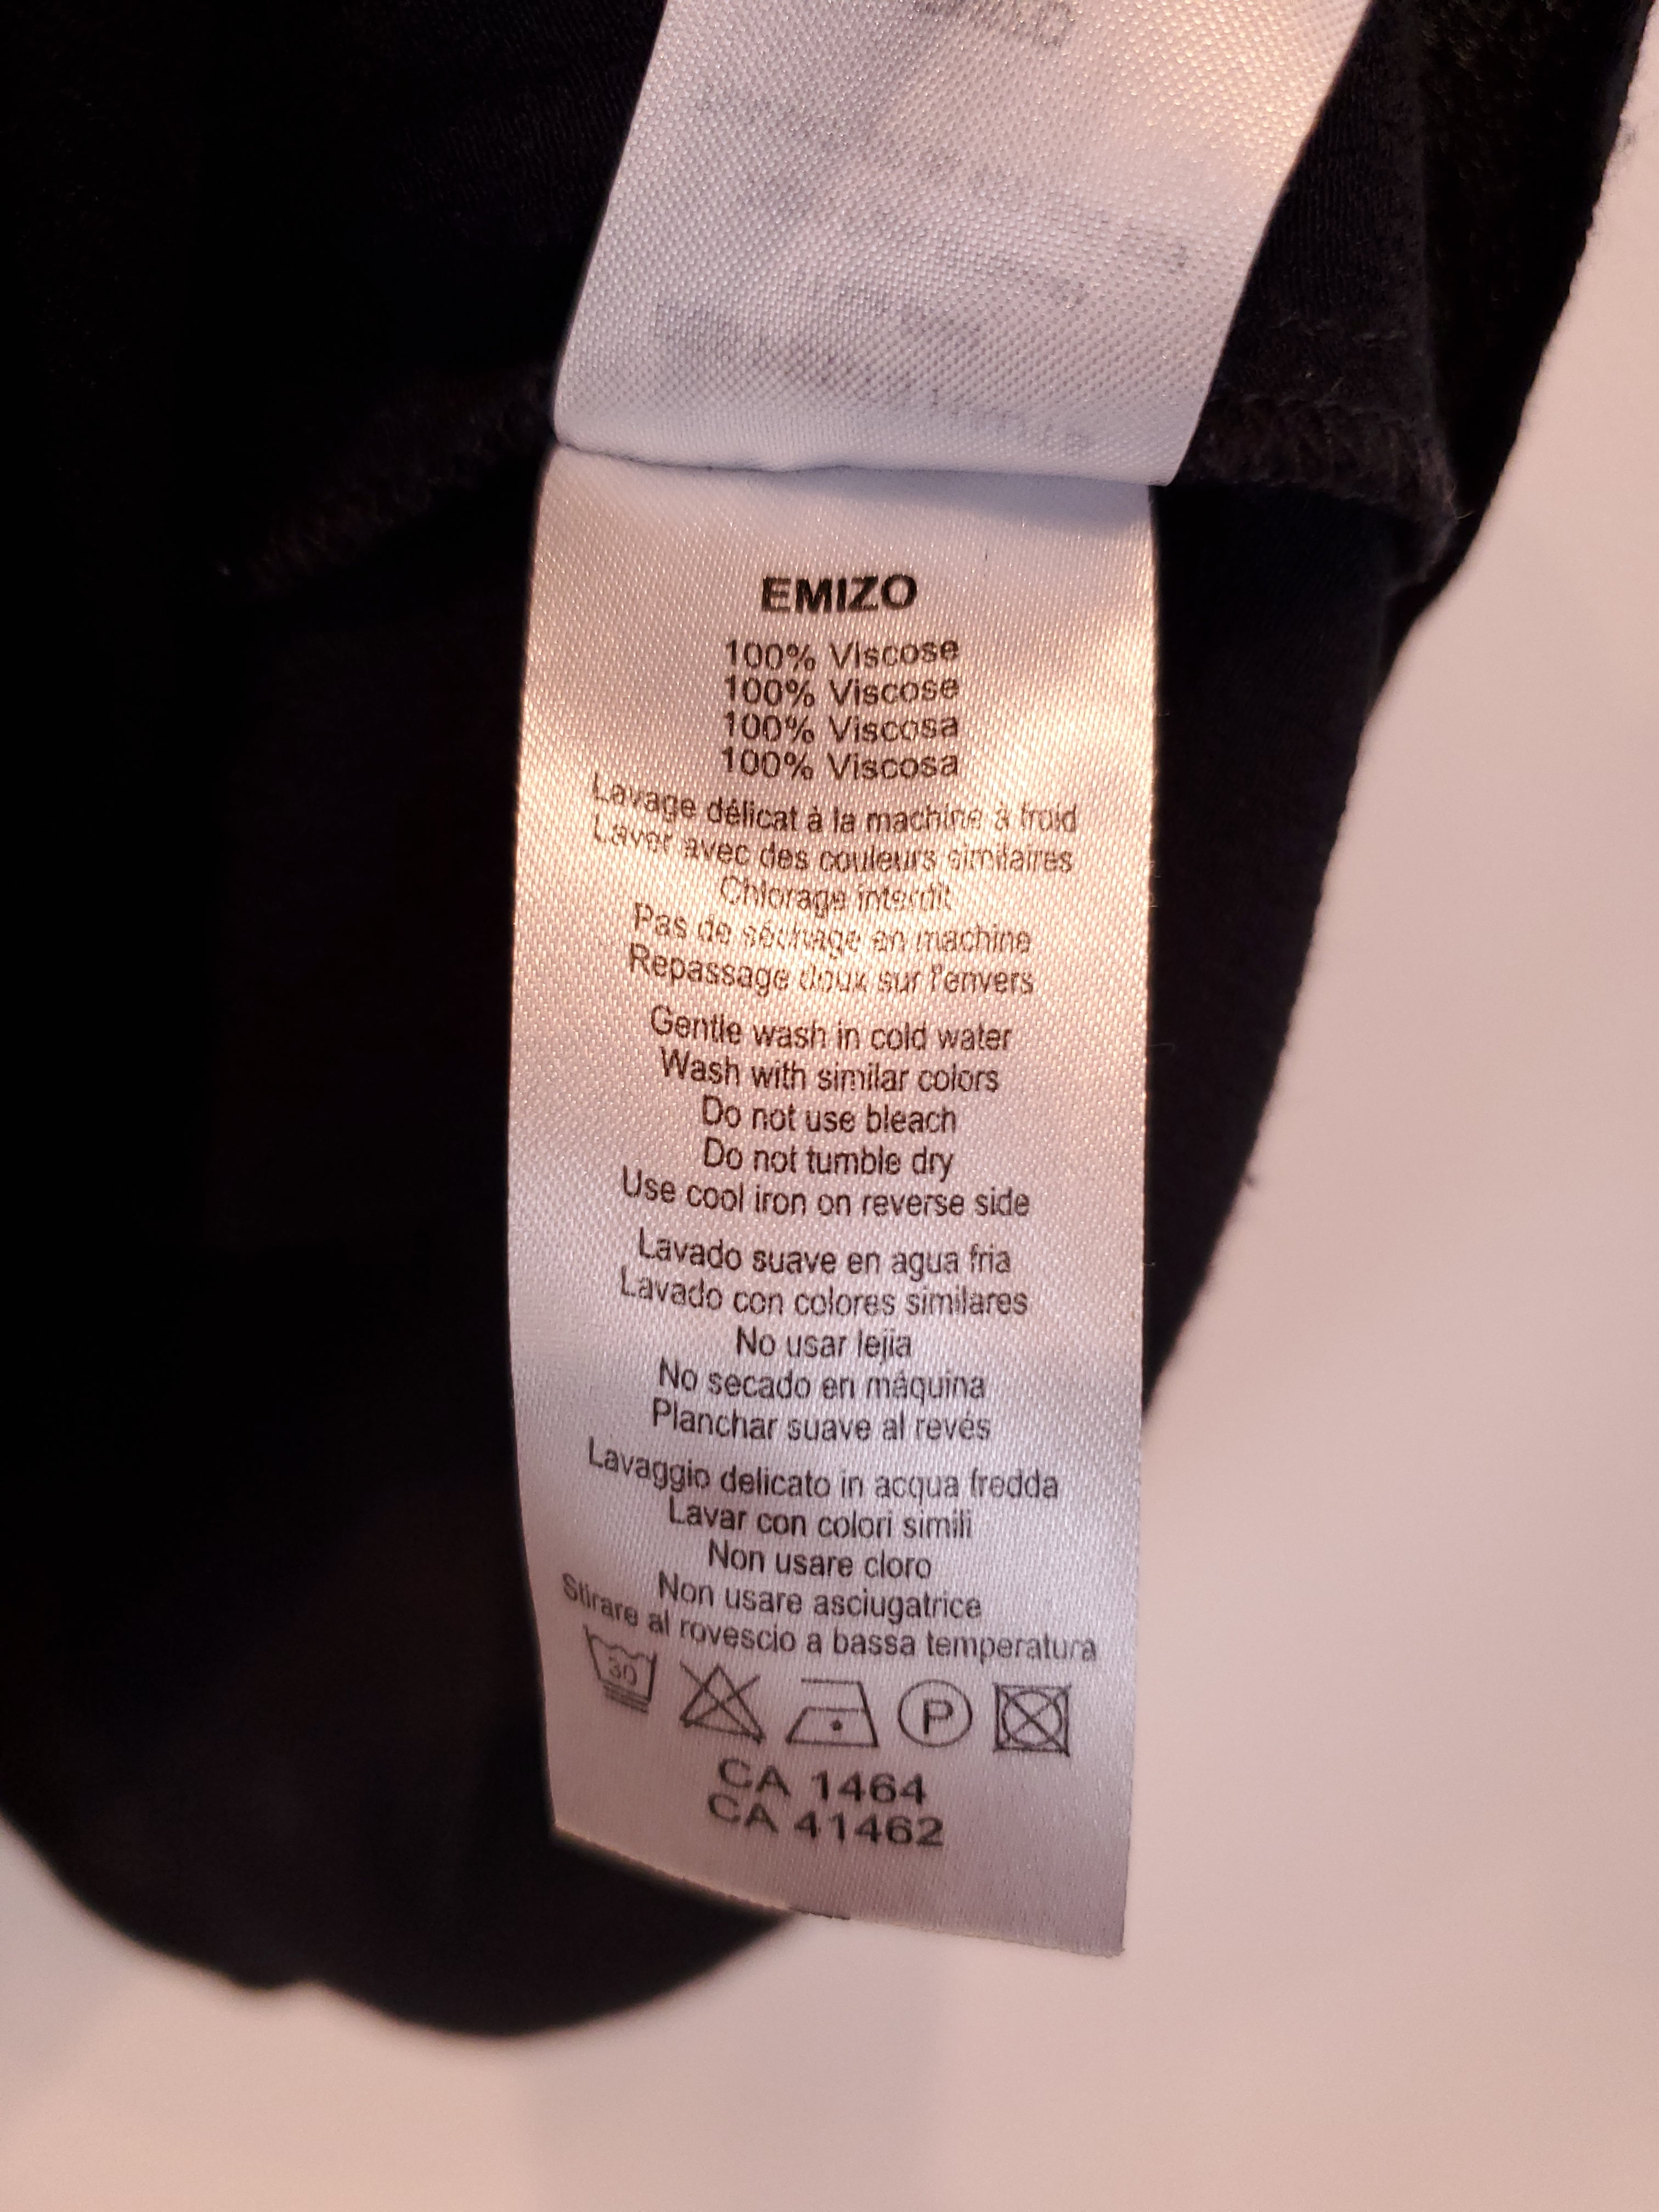 EMIZO
100% Viscose
100% Viscose
100% Viscosa
100% Viscosa
Lavage délicat à la machine à froid
Laver avec des couleurs similaires
Chlorage interdit
Pas de séchage en machine
Repassage doux sur l'envers
Gentle wash in cold water
Wash with similar colors
Do not use bleach
Do not tumble dry
Use cool iron on reverse side
Lavado suave en agua fria
Lavado con colores similares
No usar lejia
No secado en máquina
Planchar suave al revés
Lavaggio delicato in acqua fredda
Lavar con colori simili
Non usare cloro
Non usare asciugatrice
Stirare al rovescio a bassa temperatura
30 P
CA 1464
CA 41462